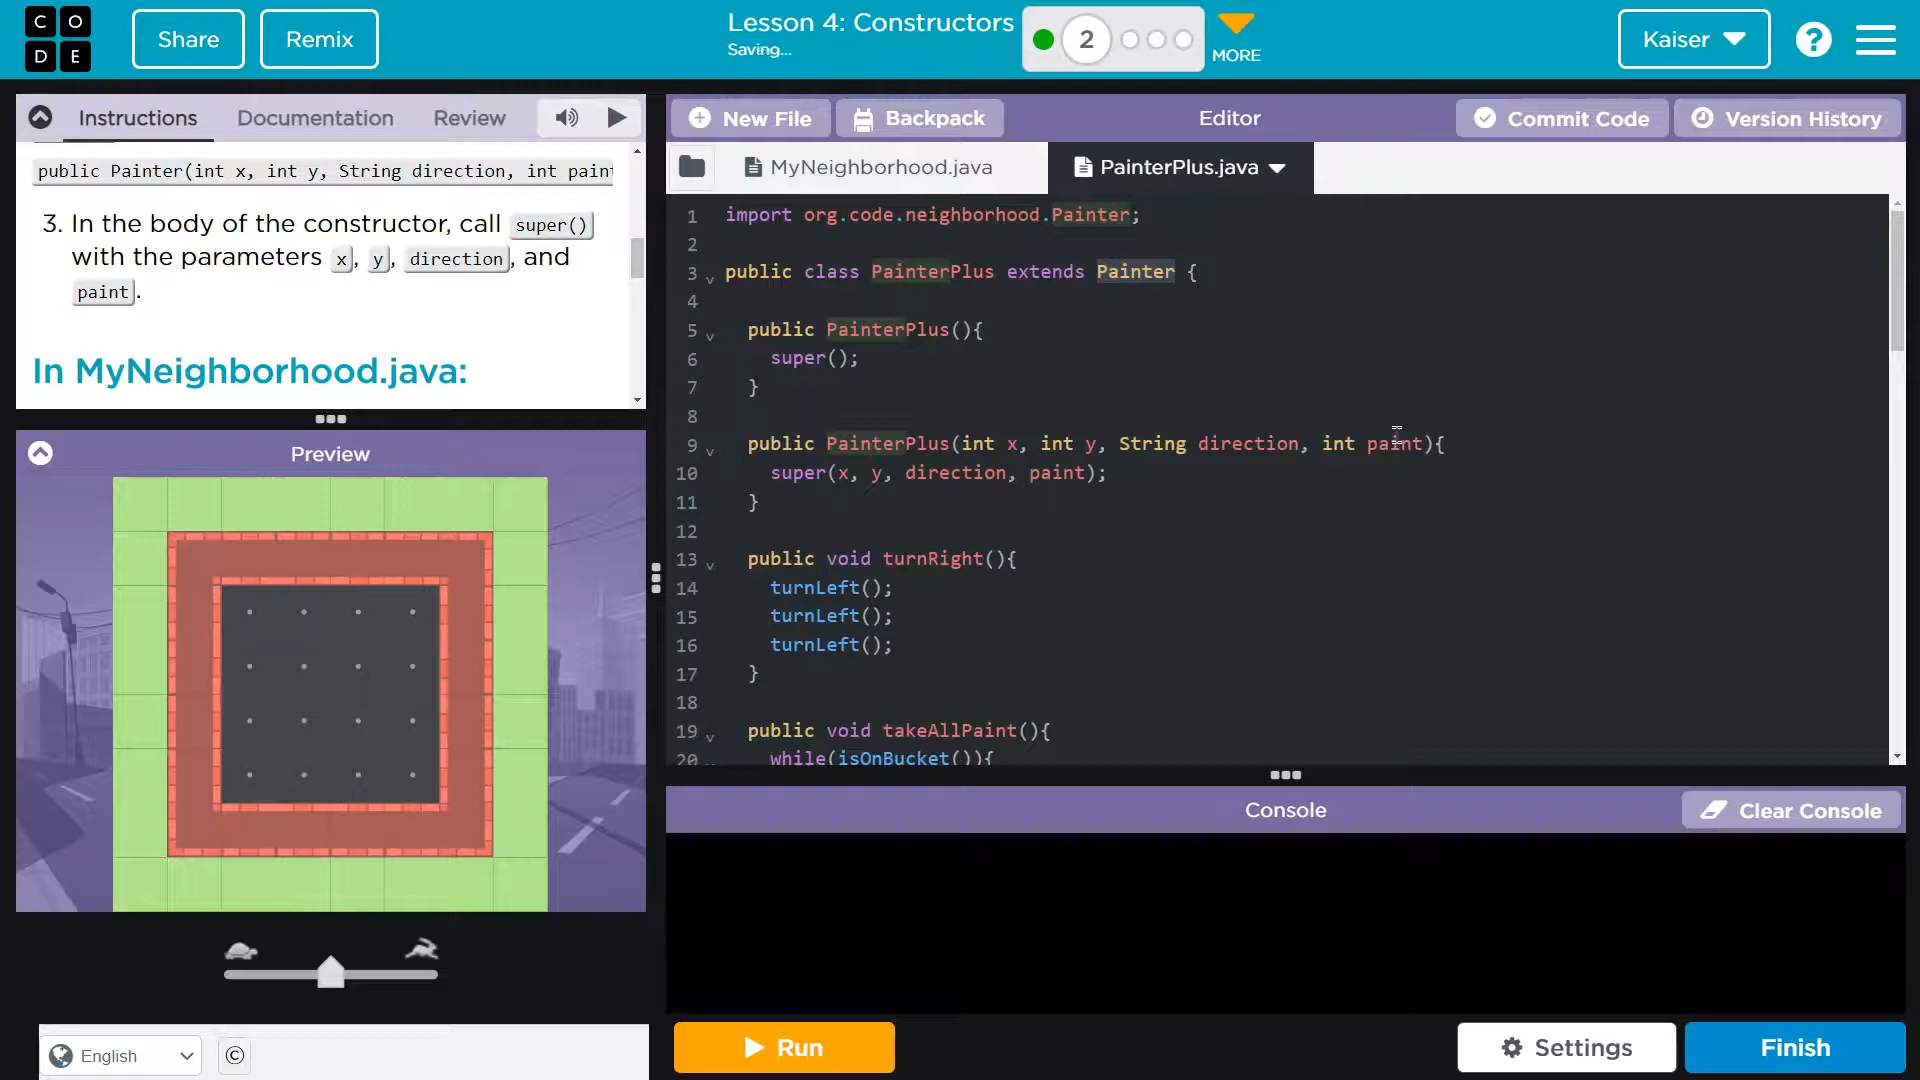 CODE
Share
Remix
Lesson 4: Constructors
Saving...
2
MORE
Kaiser
?
Instructions
Documentation
Review
public Painter(int x, int y, String direction, int paint
3. In the body of the constructor, call super()
with the parameters x, y, direction, and
paint.
In MyNeighborhood.java:
Preview
English
©
New File
Backpack
Editor
Commit Code
Version History
MyNeighborhood.java
PainterPlus.java
1 import org.code.neighborhood.Painter;
2
3 public class PainterPlus extends Painter {
4
5 public PainterPlus(){
6 super();
7 }
8
9 public PainterPlus(int x, int y, String direction, int paint){
10 super(x, y, direction, paint);
11 }
12
13 public void turnRight(){
14 turnLeft();
15 turnLeft();
16 turnLeft();
17 }
18
19 public void takeAllPaint(){
20 while(isOnBucket()){
Console
Clear Console
Run
Settings
Finish